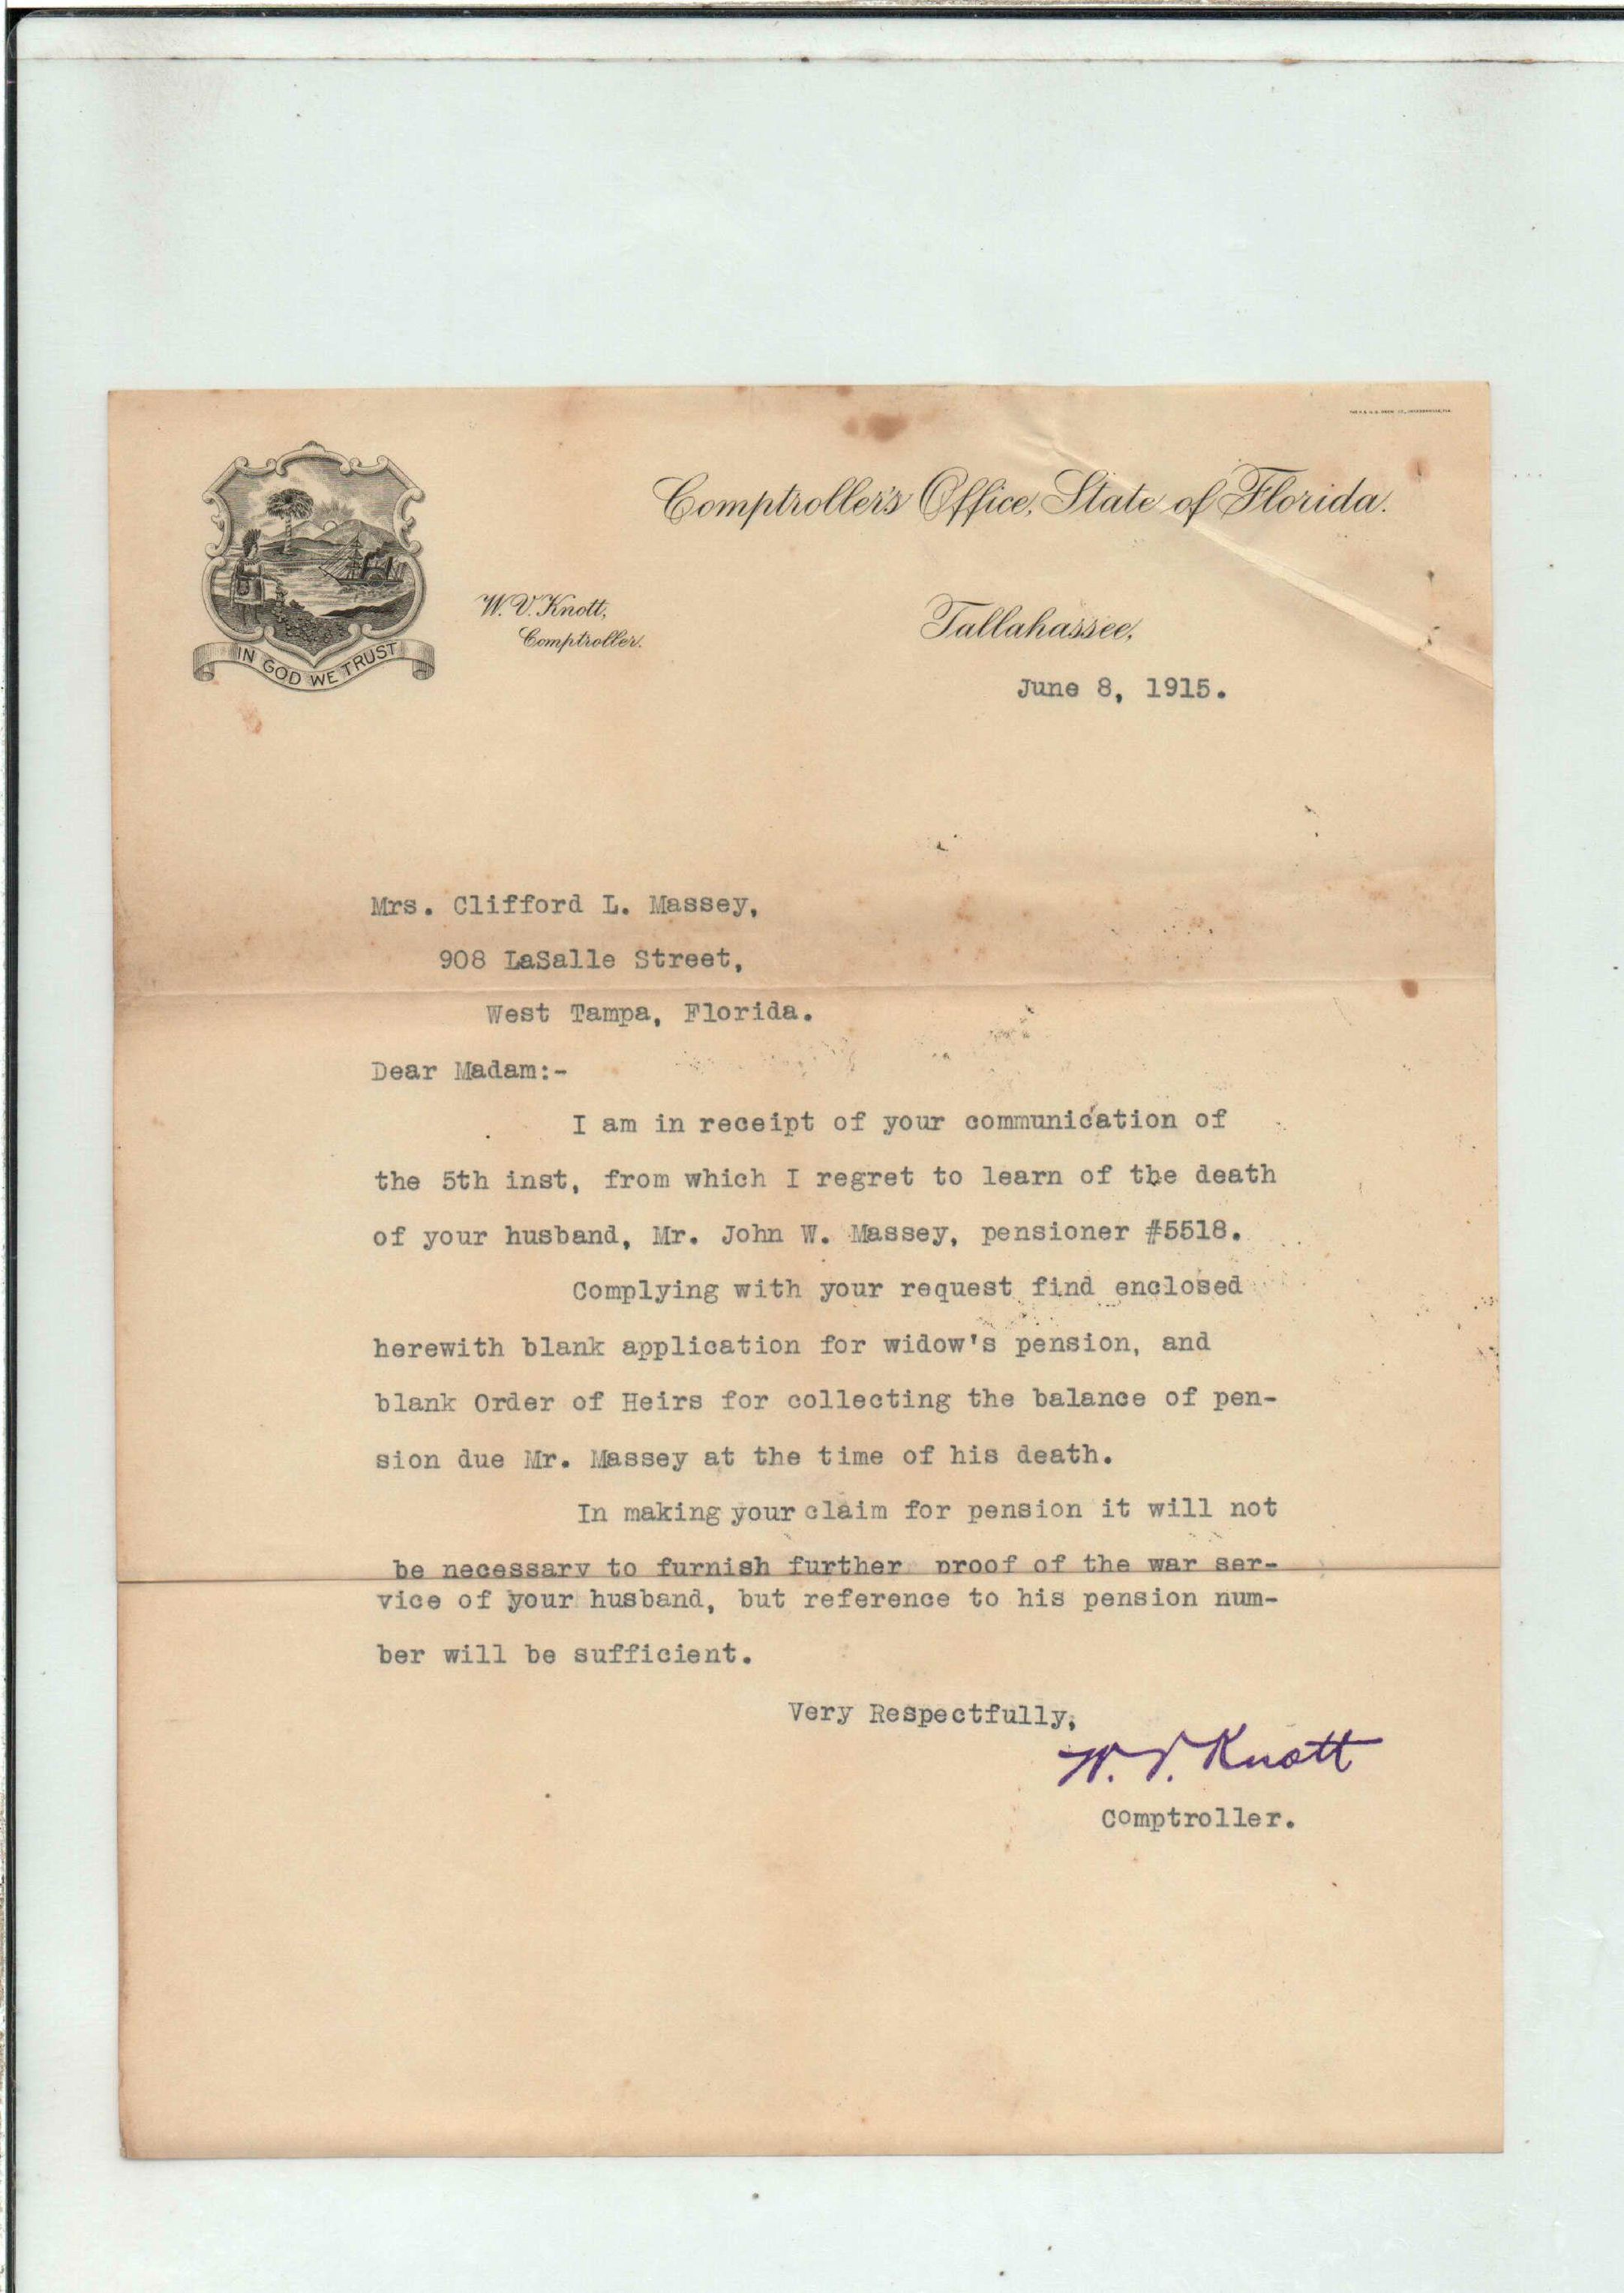 Comptroller's Office, State of Florida.
IN GOD WE TRUST
W. V. Knott,
Comptroller.
Tallahassee,
June 8, 1915.
Mrs. Clifford L. Massey,
908 LaSalle Street,
West Tampa, Florida.
Dear Madam:-
I am in receipt of your communication of
the 5th inst, from which I regret to learn of the death
of your husband, Mr. John W. Massey, pensioner #5518.
Complying with your request find enclosed
herewith blank application for widow's pension, and
blank Order of Heirs for collecting the balance of pen-
sion due Mr. Massey at the time of his death.
In making your claim for pension it will not
be necessary to furnish further proof of the war ser-
vice of your husband, but reference to his pension num-
ber will be sufficient.
Very Respectfully,
W. V. Knott
Comptroller.